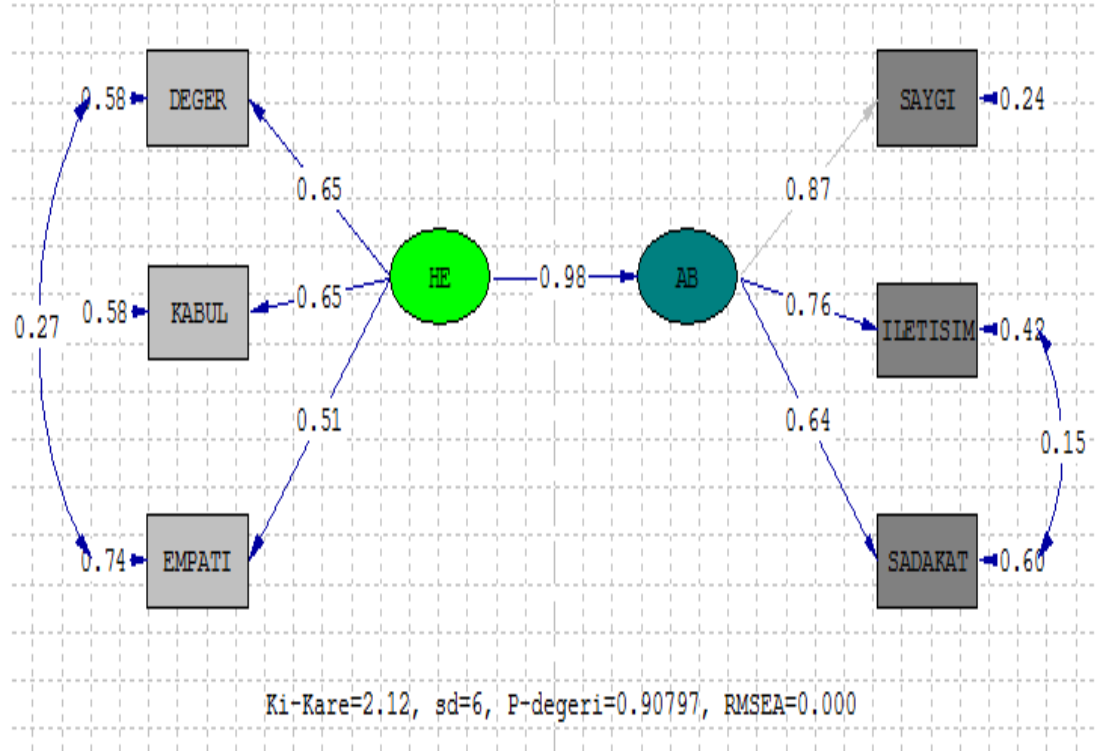 0.58 DEGER SAYGI 0.24
0.65 0.87
HE 0.98 AB
0.58 KABUL 0.65 0.76 ILETISIM 0.42
0.27
0.51 0.64
0.15
0.74 EMPATI SADAKAT 0.60
Ki-Kare=2.12, sd=6, P-degeri=0.90797, RMSEA=0.000